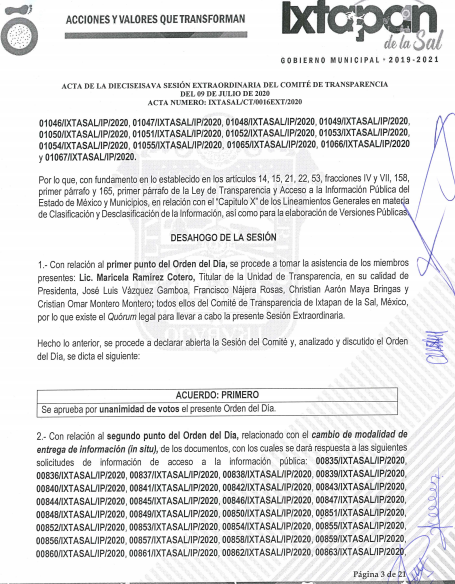 ACCIONES Y VALORES QUE TRANSFORMAN
Ixtapan
de la Sal
GOBIERNO MUNICIPAL • 2019-2021
ACTA DE LA DIECISEISAVA SESIÓN EXTRAORDINARIA DEL COMITÉ DE TRANSPARENCIA
DEL 09 DE JULIO DE 2020
ACTA NUMERO: IXTASAL/CT/0016EXT/2020
01046/IXTASAL/IP/2020, 01047/IXTASAL/IP/2020, 01048/IXTASAL/IP/2020, 01049/IXTASAL/IP/2020,
01050/IXTASAL/IP/2020, 01051/IXTASAL/IP/2020, 01052/IXTASAL/IP/2020, 01053/IXTASAL/IP/2020,
01054/IXTASAL/IP/2020, 01055/IXTASAL/IP/2020, 01065/IXTASAL/IP/2020, 01066/IXTASAL/IP/2020
y 01067/IXTASAL/IP/2020.
Por lo que, con fundamento en lo establecido en los artículos 14, 15, 21, 22, 53, fracciones IV y VII, 158,
primer párrafo y 165, primer párrafo de la Ley de Transparencia y Acceso a la Información Pública del
Estado de México y Municipios, en relación con el "Capitulo X" de los Lineamientos Generales en materia
de Clasificación y Desclasificación de la Información, así como para la elaboración de Versiones Públicas.
DESAHOGO DE LA SESIÓN
1.- Con relación al primer punto del Orden del Día, se procede a tomar la asistencia de los miembros
presentes: Lic. Maricela Ramírez Cotero, Titular de la Unidad de Transparencia, en su calidad de
Presidenta, José Luis Vázquez Gamboa, Francisco Nájera Rosas, Christian Aarón Maya Bringas y
Cristian Omar Montero Montero; todos ellos del Comité de Transparencia de Ixtapan de la Sal, México,
por lo que existe el Quórum legal para llevar a cabo la presente Sesión Extraordinaria.
Hecho lo anterior, se procede a declarar abierta la Sesión del Comité y, analizado y discutido el Orden
del Día, se dicta el siguiente:
ACUERDO: PRIMERO
Se aprueba por unanimidad de votos el presente Orden del Día.
2.- Con relación al segundo punto del Orden del Día, relacionado con el cambio de modalidad de
entrega de información (in situ), de los documentos, con los cuales se dará respuesta a las siguientes
solicitudes de información de acceso a la información pública: 00835/IXTASAL/IP/2020,
00836/IXTASAL/IP/2020, 00837/IXTASAL/IP/2020, 00838/IXTASAL/IP/2020, 00839/IXTASAL/IP/2020,
00840/IXTASAL/IP/2020, 00841/IXTASAL/IP/2020, 00842/IXTASAL/IP/2020, 00843/IXTASAL/IP/2020,
00844/IXTASAL/IP/2020, 00845/IXTASAL/IP/2020, 00846/IXTASAL/IP/2020, 00847/IXTASAL/IP/2020,
00848/IXTASAL/IP/2020, 00849/IXTASAL/IP/2020, 00850/IXTASAL/IP/2020, 00851/IXTASAL/IP/2020,
00852/IXTASAL/IP/2020, 00853/IXTASAL/IP/2020, 00854/IXTASAL/IP/2020, 00855/IXTASAL/IP/2020,
00856/IXTASAL/IP/2020, 00857/IXTASAL/IP/2020, 00858/IXTASAL/IP/2020, 00859/IXTASAL/IP/2020,
00860/IXTASAL/IP/2020, 00861/IXTASAL/IP/2020, 00862/IXTASAL/IP/2020, 00863/IXTASAL/IP/2020,
Página 3 de 21